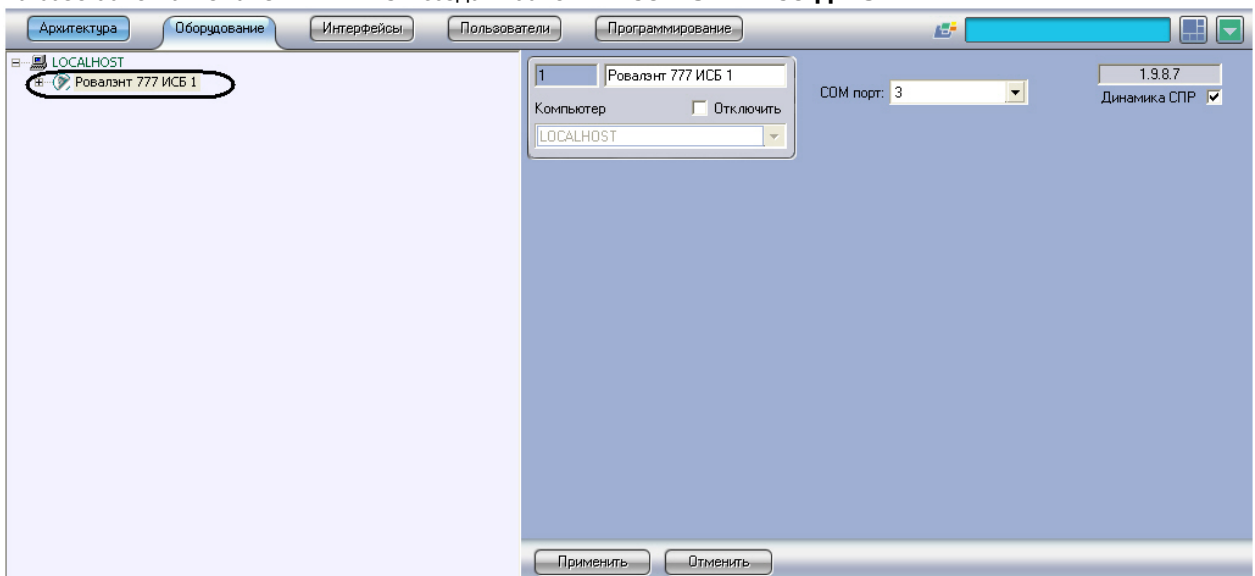 Архитектура Оборудование Интерфейсы Пользователи Программирование
LOCALHOST
Ровалэнт 777 ИСБ 1
1 Ровалэнт 777 ИСБ 1
Компьютер Отключить
LOCALHOST
COM порт: 3
1.9.8.7
Динамика СПР
Применить Отменить